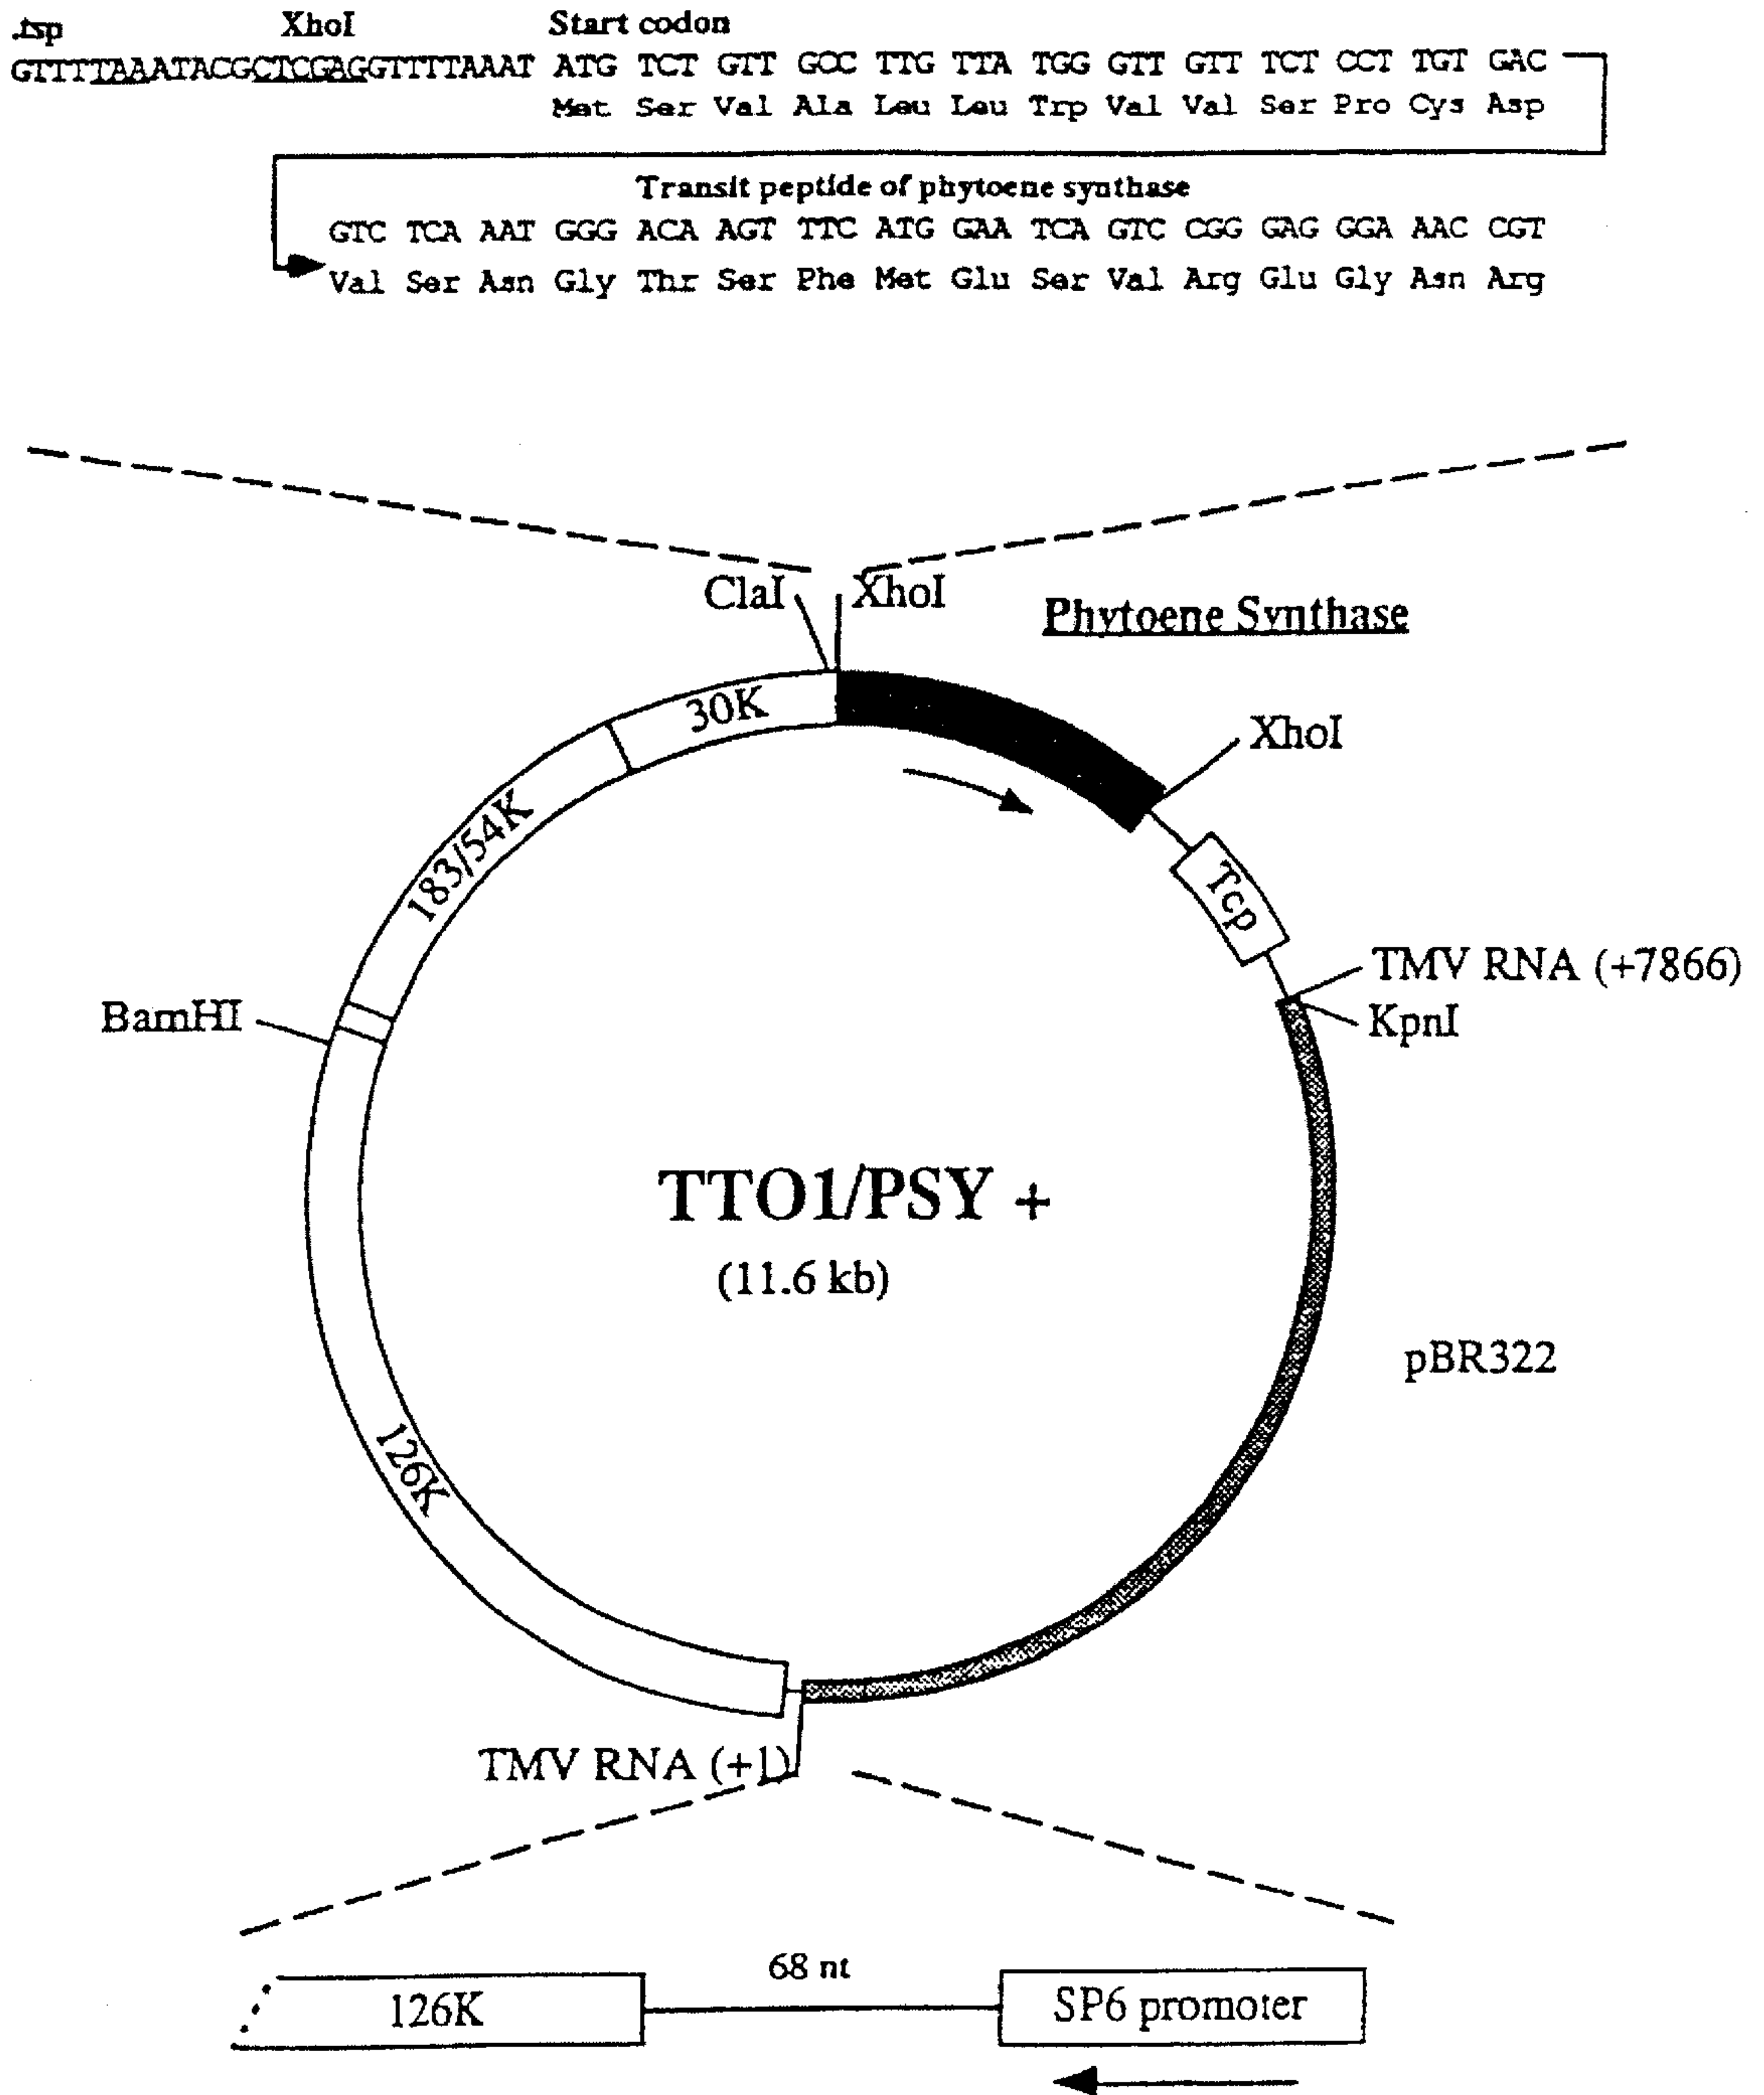 .tsp XhoI Start codon
GTTTTAAATACGCTCGAGGTTTTAAAT ATG TCT GTT GCC TTG TTA TGG GTT GTT TCT CCT TGT GAC
Met Ser Val Ala Leu Leu Trp Val Val Ser Pro Cys Asp
Transit peptide of phytoene synthase
GTC TCA AAT GGG ACA AGT TTC ATG GAA TCA GTC CGG GAG GGA AAC CGT
Val Ser Asn Gly Thr Ser Phe Met Glu Ser Val Arg Glu Gly Asn Arg
ClaI XhoI
Phytoene Synthase
30K
XhoI
183/54K
Tcp
TMV RNA (+7866)
BamHI
KpnI
TTO1/PSY +
(11.6 kb)
pBR322
126K
TMV RNA (+1)
68 nt
126K
SP6 promoter